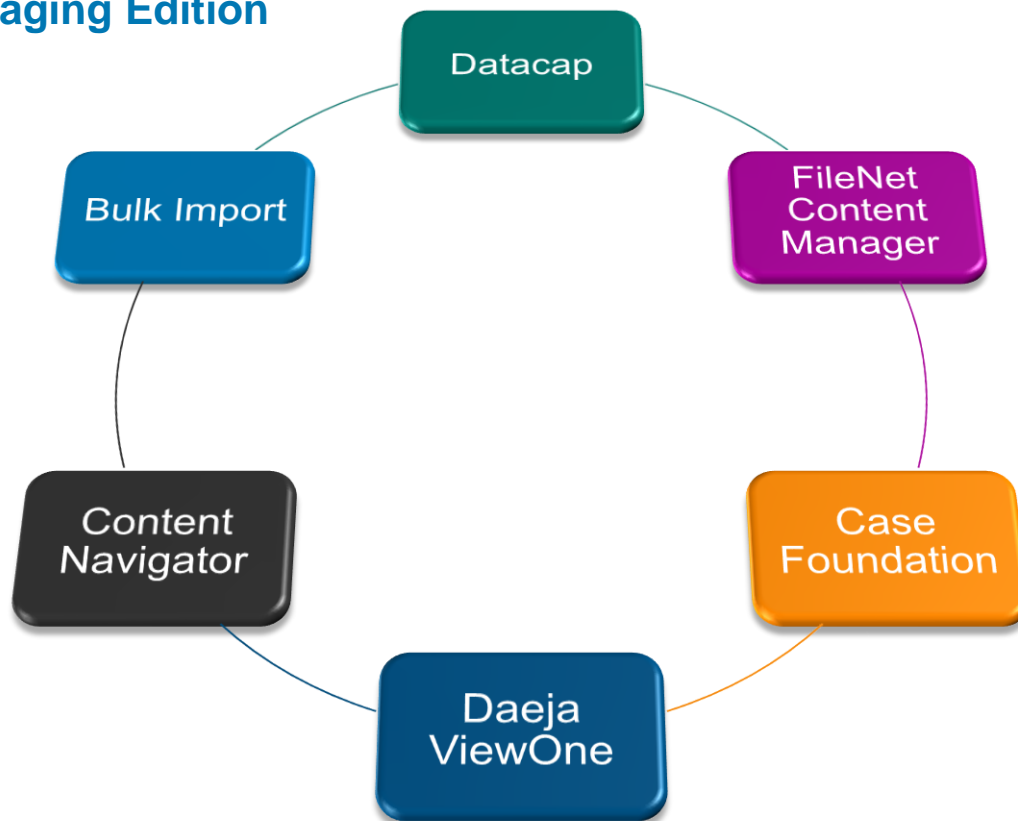 aging Edition
Datacap
FileNet
Content
Manager
Bulk Import
Content
Navigator
Case
Foundation
Daeja
ViewOne